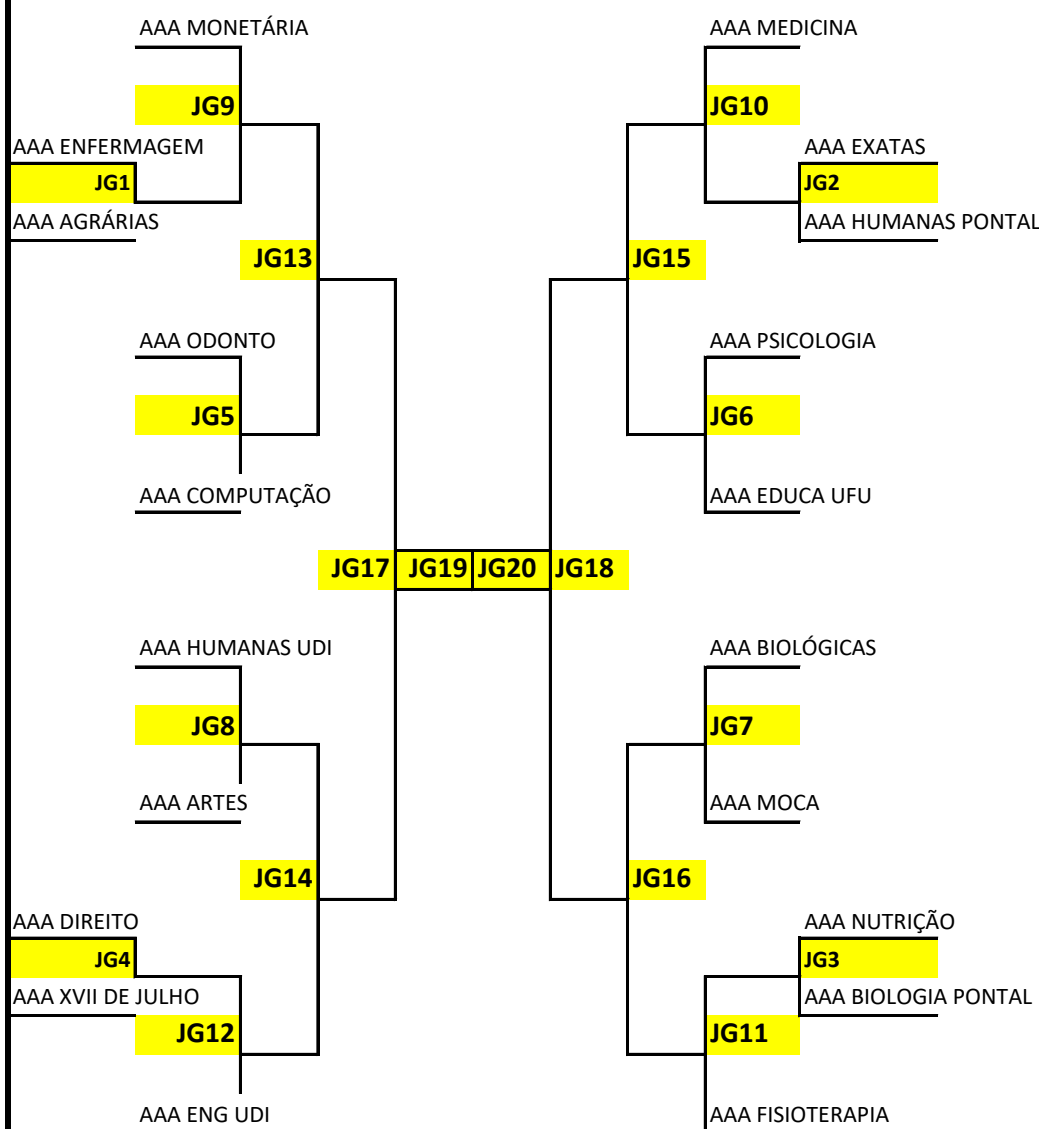 AAA MONETÁRIA
AAA MEDICINA
JG9
JG10
AAA ENFERMAGEM
AAA EXATAS
JG1
JG2
AAA AGRÁRIAS
AAA HUMANAS PONTAL
JG13
JG15
AAA ODONTO
AAA PSICOLOGIA
JG5
JG6
AAA COMPUTAÇÃO
AAA EDUCA UFU
JG17 JG19 JG20 JG18
AAA HUMANAS UDI
AAA BIOLÓGICAS
JG8
JG7
AAA ARTES
AAA MOCA
JG14
JG16
AAA DIREITO
AAA NUTRIÇÃO
JG4
JG3
AAA XVII DE JULHO
AAA BIOLOGIA PONTAL
JG12
JG11
AAA ENG UDI
AAA FISIOTERAPIA